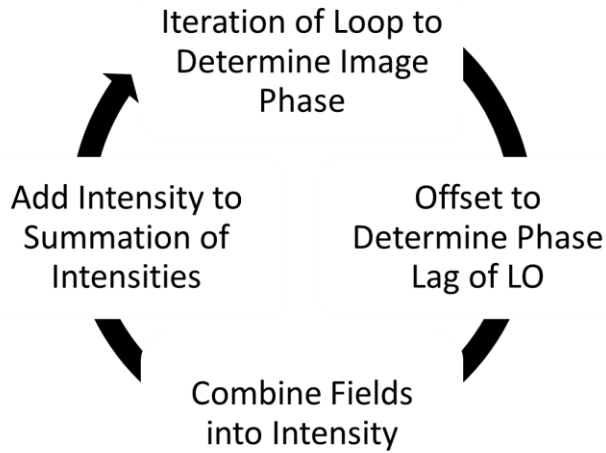 Iteration of Loop to
Determine Image
Phase
Offset to
Determine Phase
Lag of LO
Combine Fields
into Intensity
Add Intensity to
Summation of
Intensities